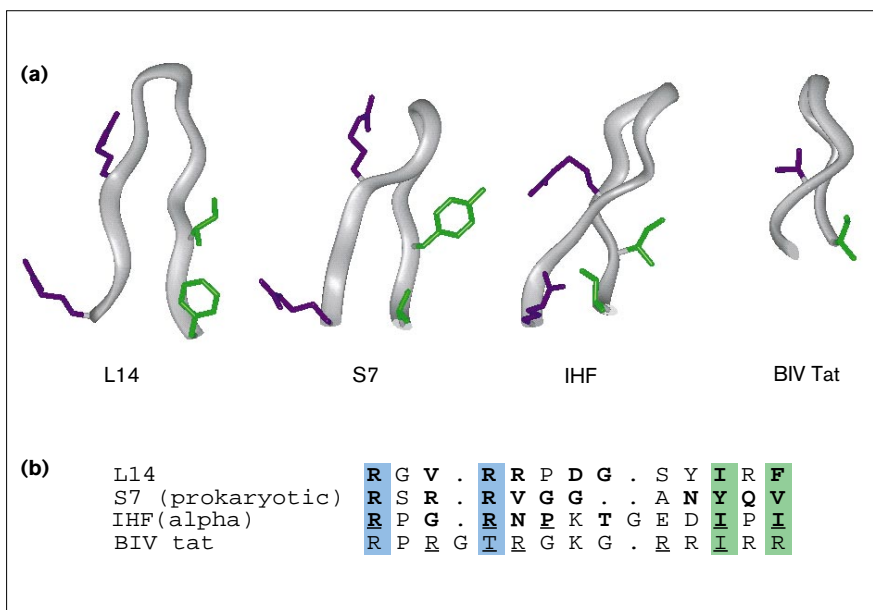 (a)
L14 S7 IHF BIV Tat
(b)
L14 R G V . R R P D G . S Y I R F
S7 (prokaryotic) R S R . R V G G . . A N Y Q V
IHF(alpha) R P G . R N P K T G E D I P I
BIV tat R P R G T R G K G . R R I R R